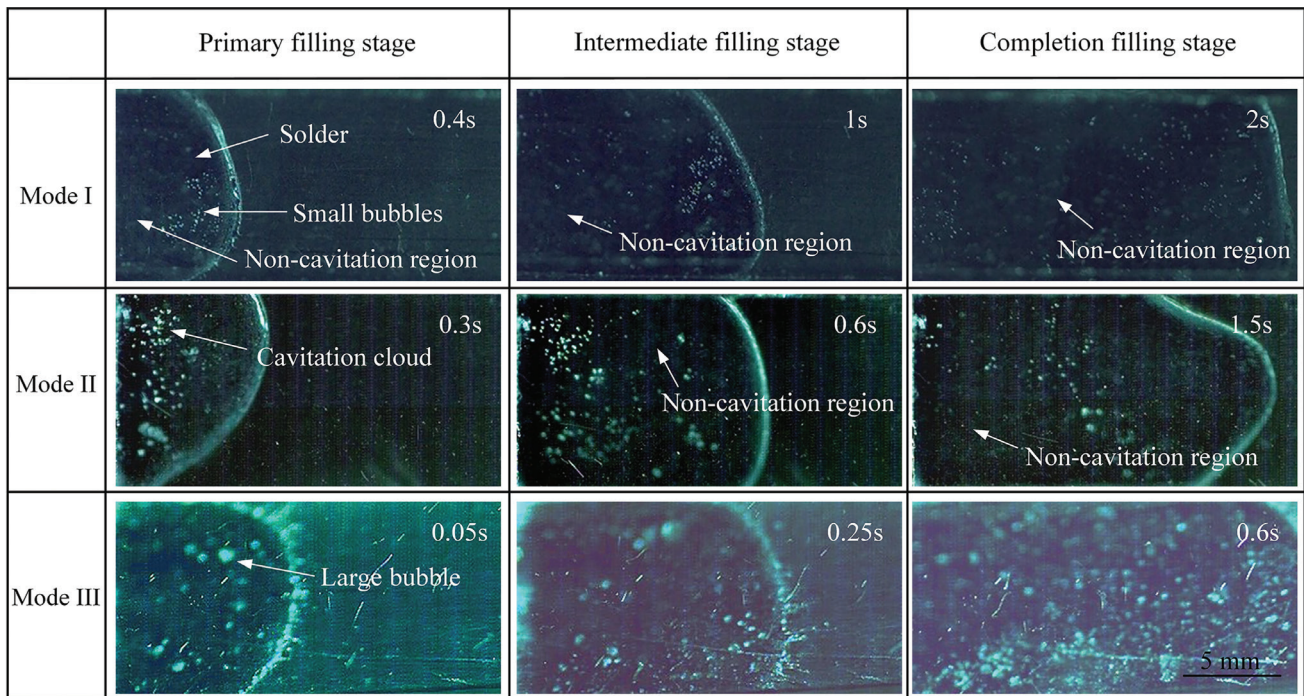 Primary filling stage
Intermediate filling stage
Completion filling stage
Mode I
0.4s
Solder
Small bubbles
Non-cavitation region
1s
Non-cavitation region
2s
Non-cavitation region
Mode II
0.3s
Cavitation cloud
0.6s
Non-cavitation region
1.5s
Non-cavitation region
Mode III
0.05s
Large bubble
0.25s
0.6s
5 mm